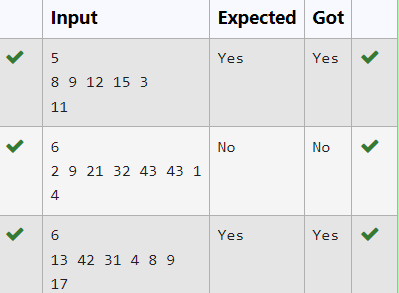 Input Expected Got
5 Yes Yes
8 9 12 15 3
11
6 No No
2 9 21 32 43 43 1
4
6 Yes Yes
13 42 31 4 8 9
17